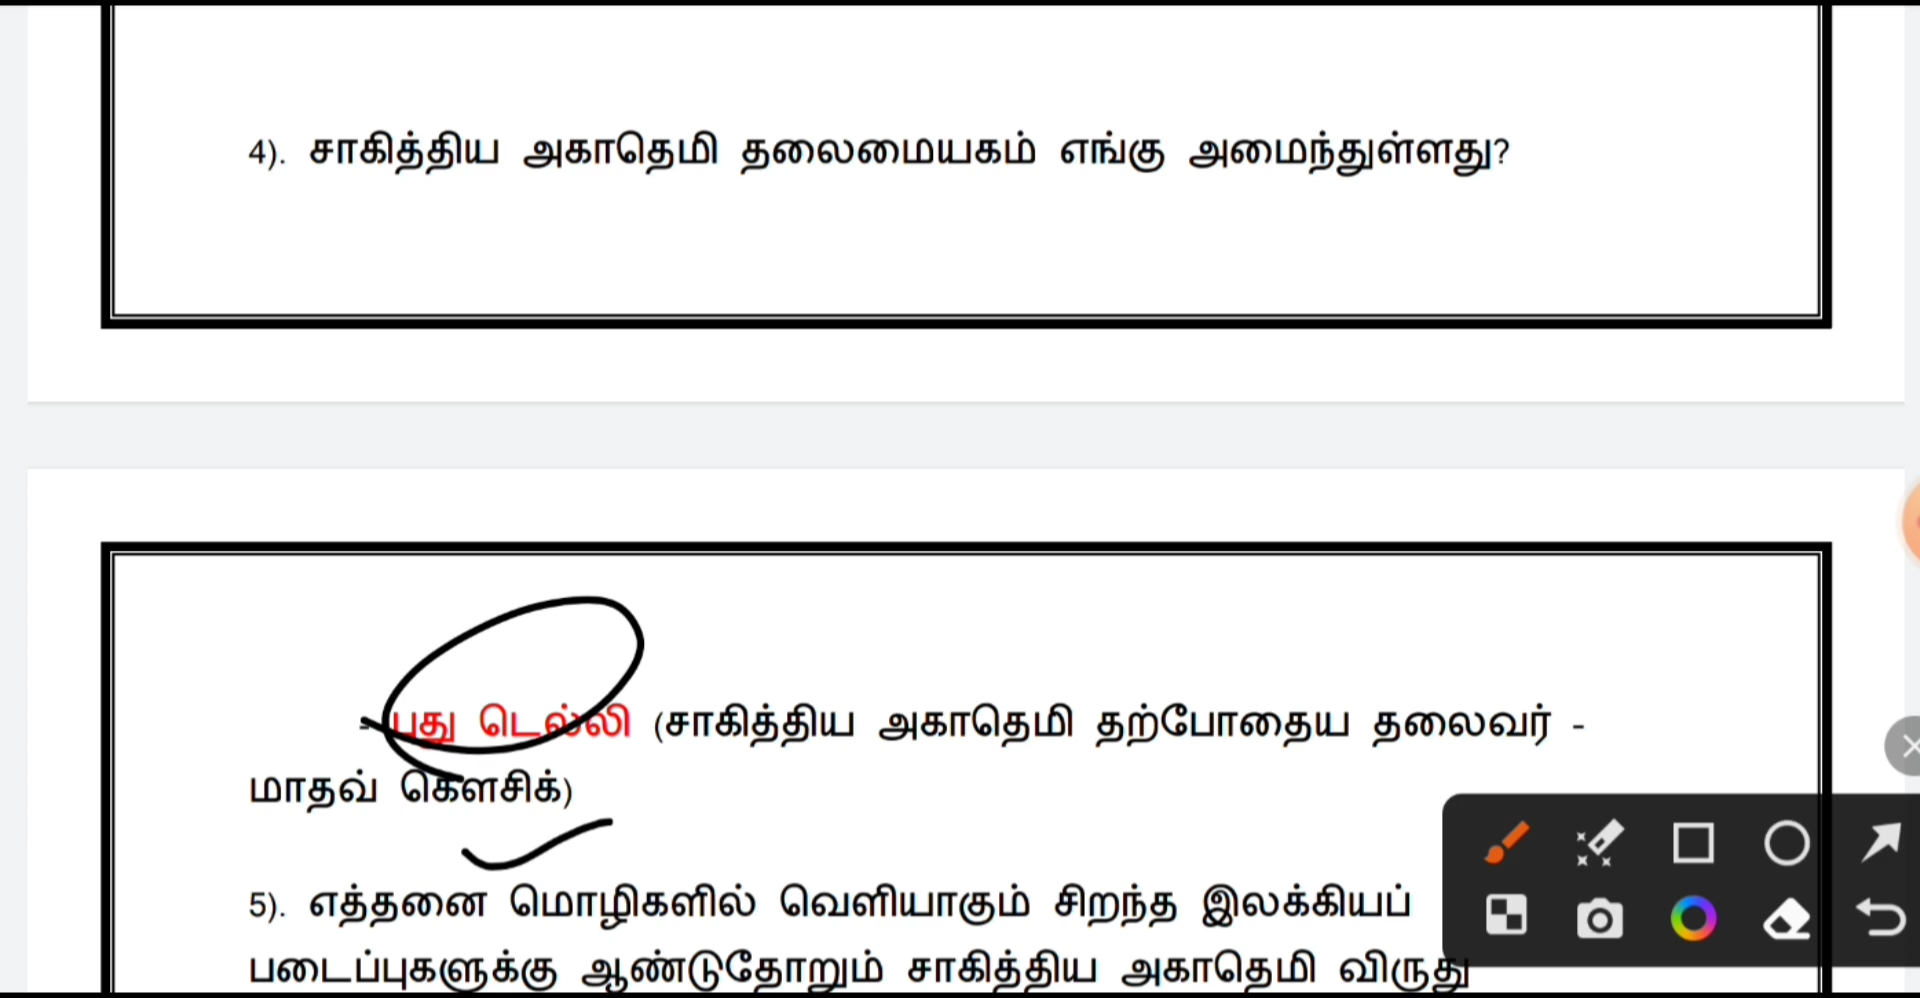 4). சாகித்திய அகாதெமி தலைமையகம் எங்கு அமைந்துள்ளது?
- புது டெல்லி (சாகித்திய அகாதெமி தற்போதைய தலைவர் -
மாதவ் கௌசிக்)
5). எத்தனை மொழிகளில் வெளியாகும் சிறந்த இலக்கியப்
படைப்புகளுக்கு ஆண்டுதோறும் சாகித்திய அகாதெமி விருது